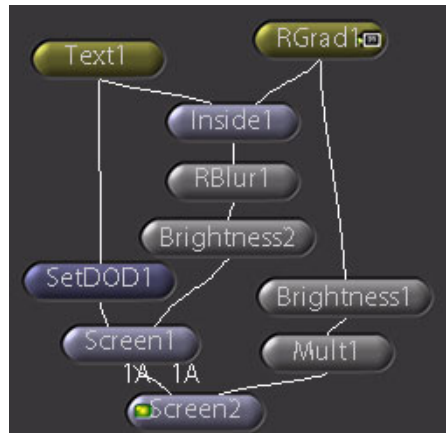 Text1
RGrad1
Inside1
RBlur1
Brightness2
SetDOD1
Brightness1
Screen1
Mult1
1A 1A
Screen2